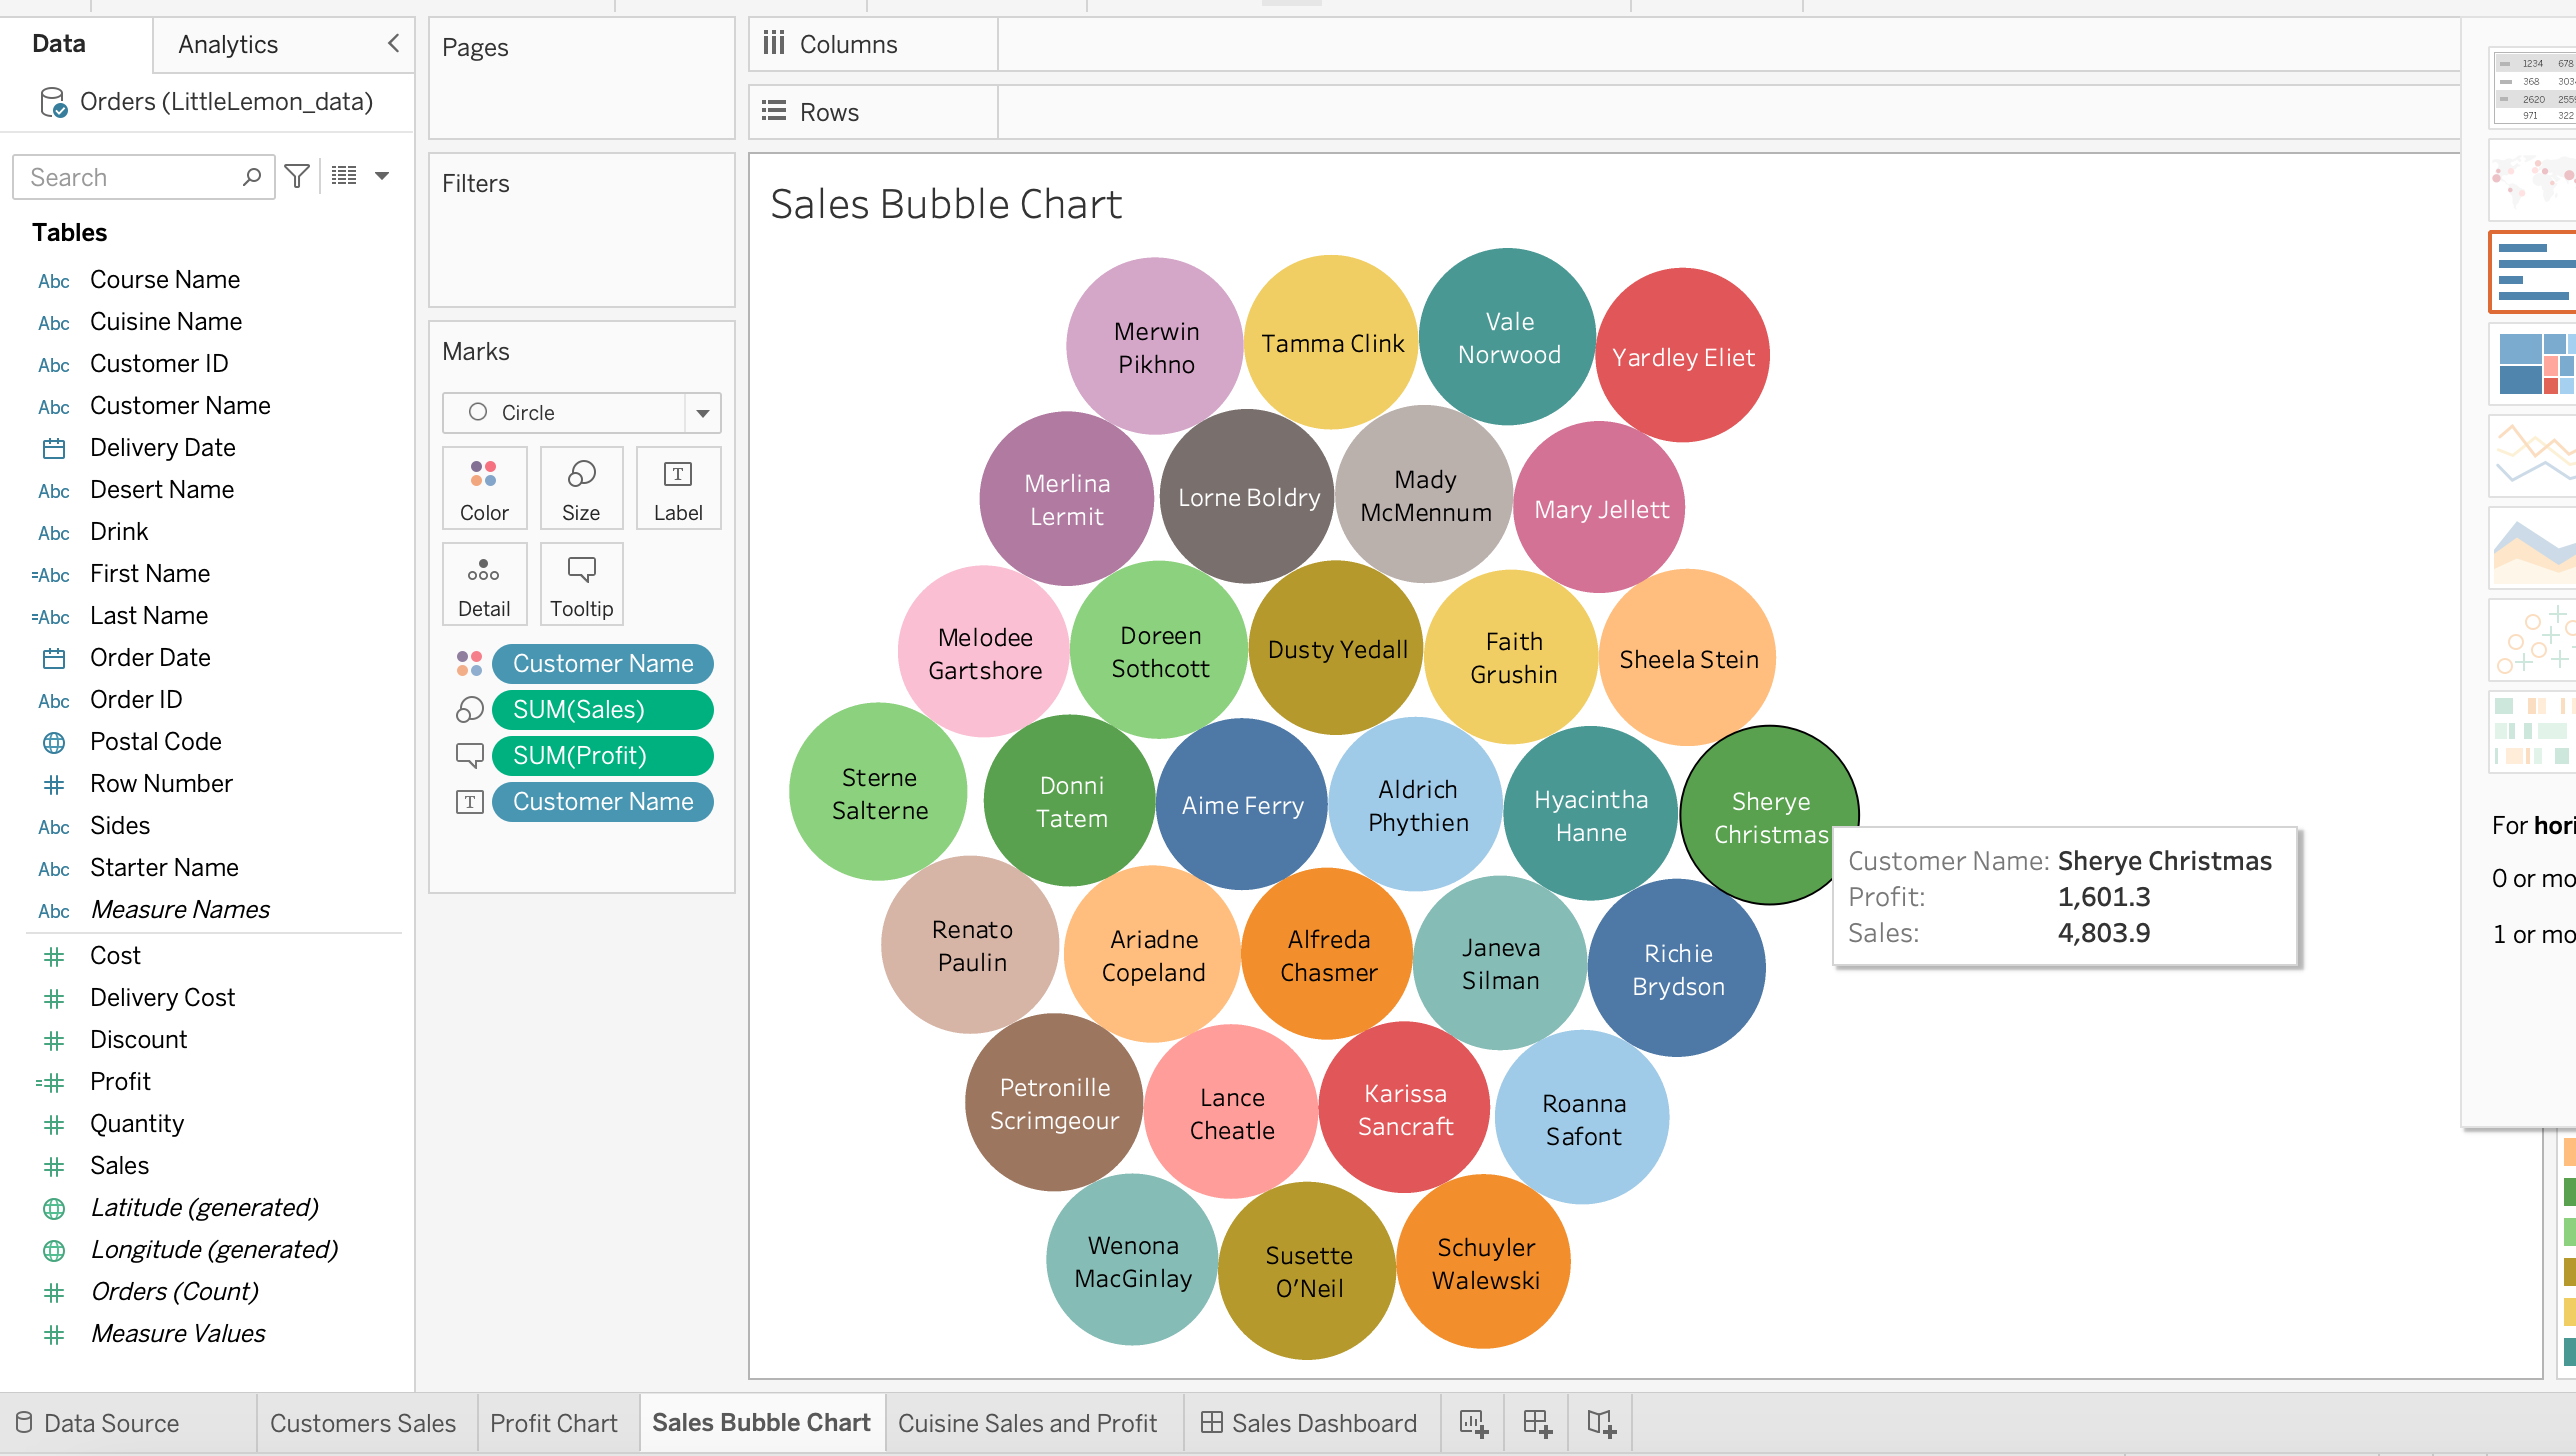 Data
Analytics
Orders (LittleLemon_data)
Search
Tables
Abc Course Name
Abc Cuisine Name
Abc Customer ID
Abc Customer Name
Delivery Date
Abc Desert Name
Abc Drink
=Abc First Name
=Abc Last Name
Order Date
Abc Order ID
Postal Code
# Row Number
Abc Sides
Abc Starter Name
Abc Measure Names
# Cost
# Delivery Cost
# Discount
=# Profit
# Quantity
# Sales
Latitude (generated)
Longitude (generated)
# Orders (Count)
# Measure Values
Pages
Filters
Marks
Circle
Color
Size
T
Label
Detail
Tooltip
Customer Name
SUM(Sales)
SUM(Profit)
T Customer Name
Columns
Rows
Sales Bubble Chart
Merwin
Pikhno
Tamma Clink
Vale
Norwood
Yardley Eliet
Merlina
Lermit
Lorne Boldry
Mady
McMennum
Mary Jellett
Melodee
Gartshore
Doreen
Sothcott
Dusty Yedall
Faith
Grushin
Sheela Stein
Sterne
Salterne
Donni
Tatem
Aime Ferry
Aldrich
Phythien
Hyacintha
Hanne
Sherye
Christmas
Customer Name: Sherye Christmas
Profit: 1,601.3
Sales: 4,803.9
Renato
Paulin
Ariadne
Copeland
Alfreda
Chasmer
Janeva
Silman
Richie
Brydson
Petronille
Scrimgeour
Lance
Cheatle
Karissa
Sancraft
Roanna
Safont
Wenona
MacGinlay
Susette
O'Neil
Schuyler
Walewski
1234 678
368 303
2620 255
971 322
For hori
0 or mo
1 or mo
Data Source
Customers Sales
Profit Chart
Sales Bubble Chart
Cuisine Sales and Profit
Sales Dashboard